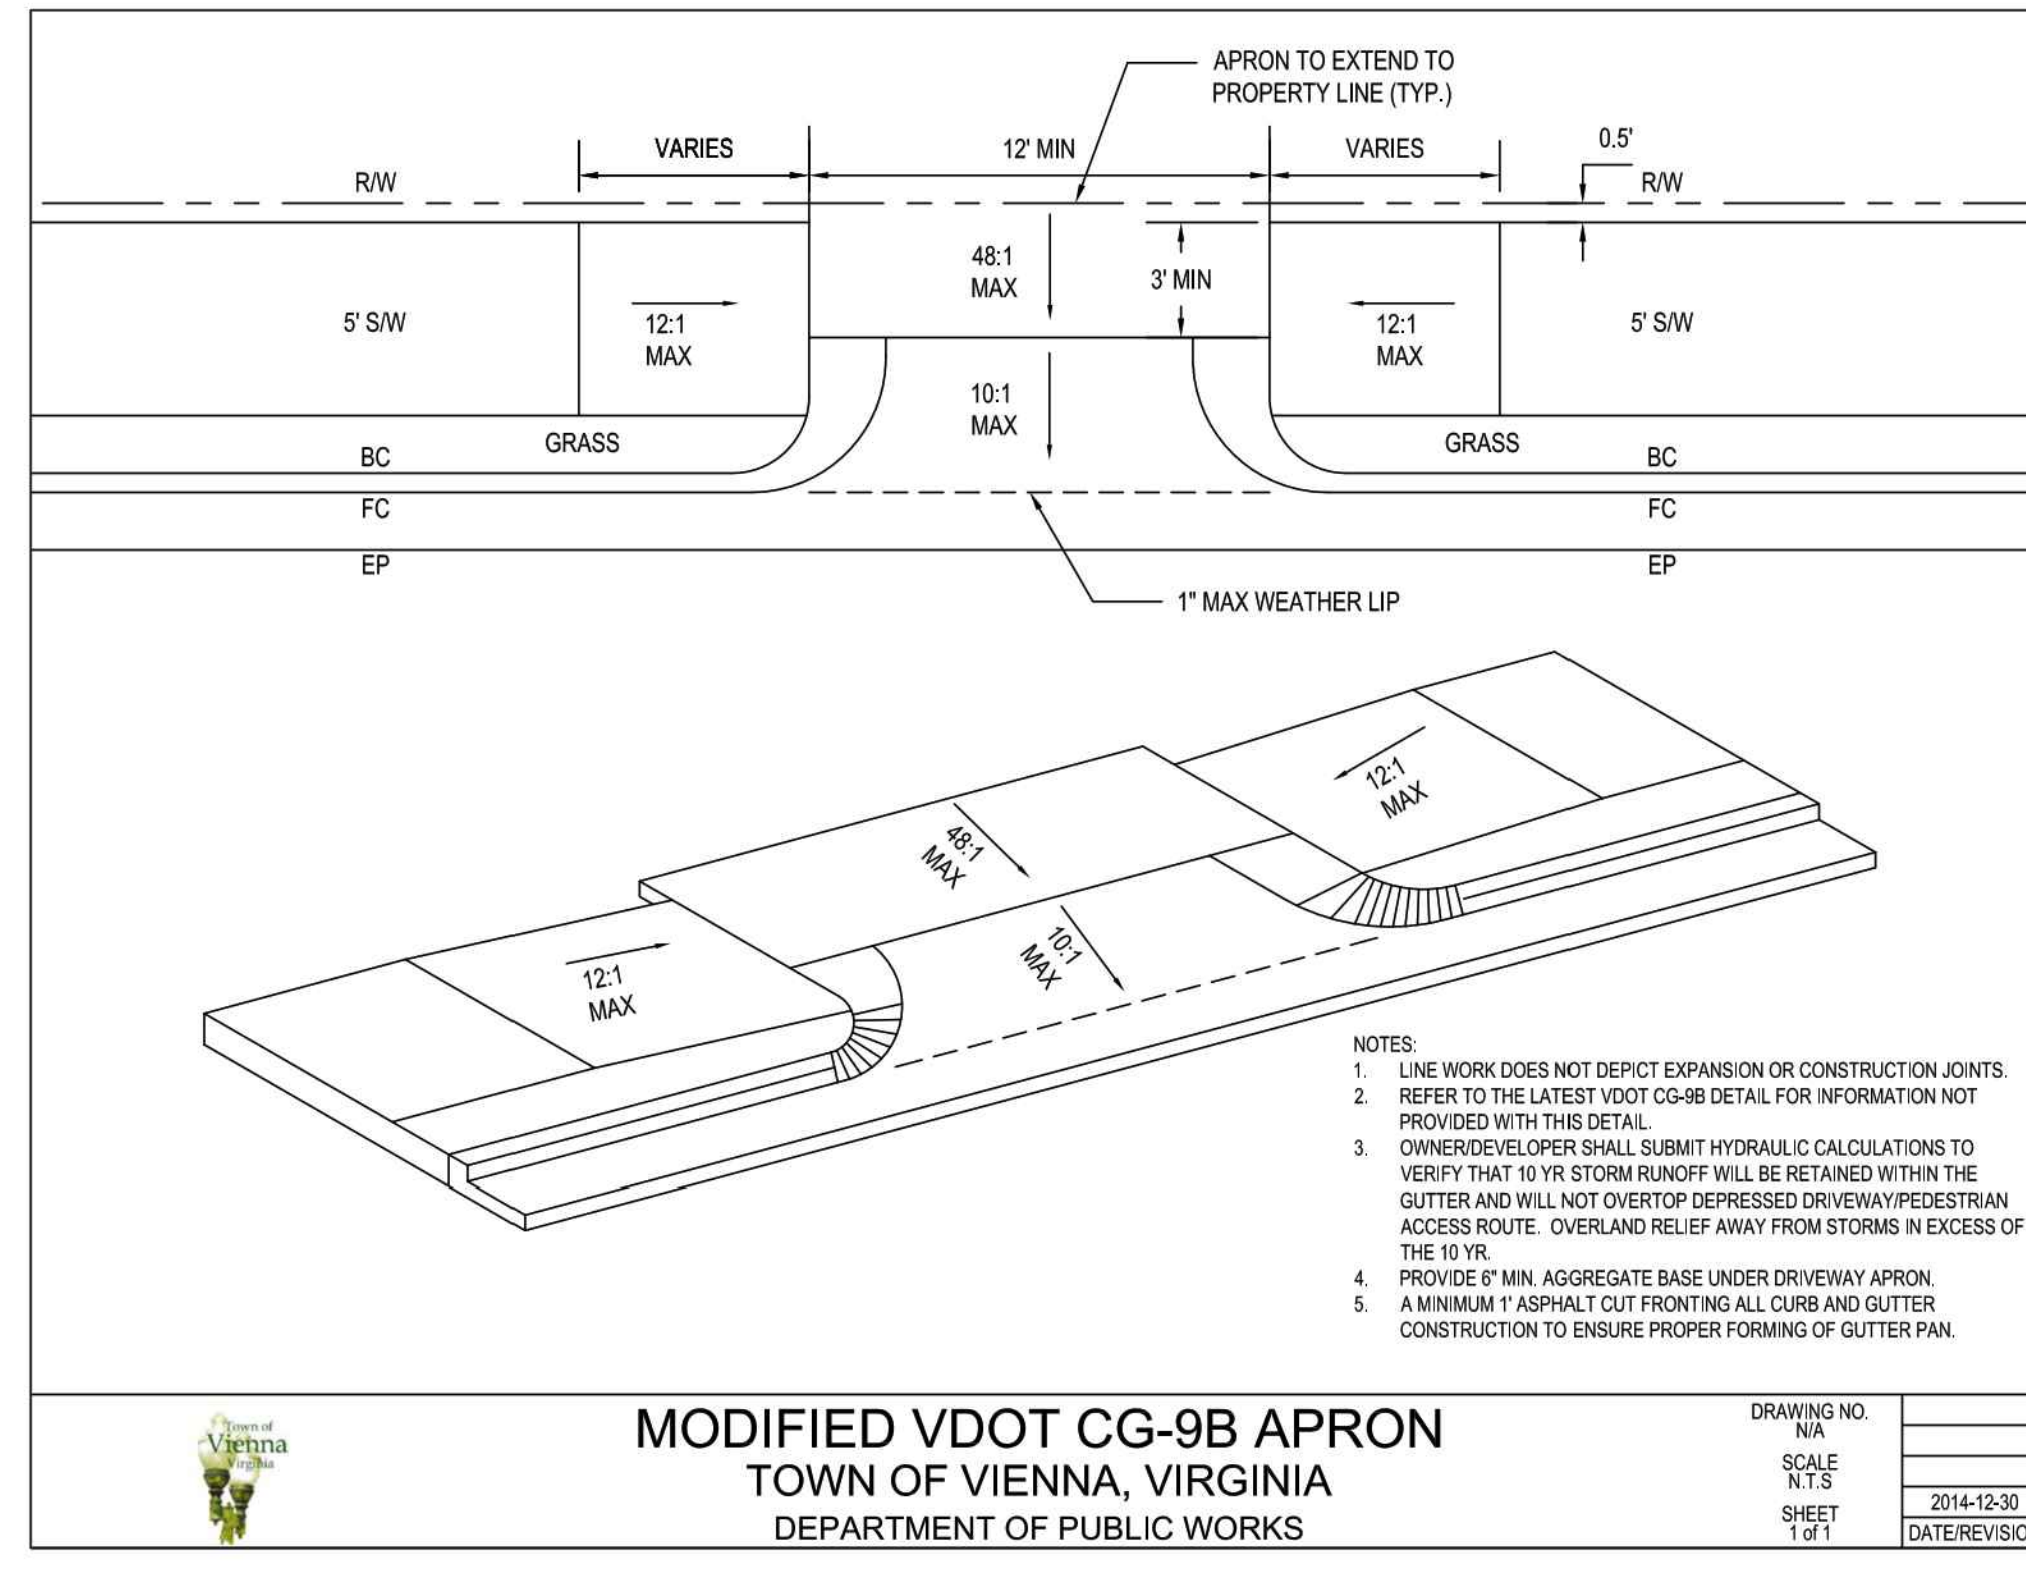 APRON TO EXTEND TO
PROPERTY LINE (TYP.)
VARIES
12' MIN
VARIES
0.5'
R/W
R/W
48:1
MAX
3' MIN
5' S/W
12:1
MAX
12:1
MAX
5' S/W
10:1
MAX
GRASS
GRASS
BC
BC
FC
FC
EP
EP
1" MAX WEATHER LIP
12:1
MAX
48:1
MAX
10:1
MAX
12:1
MAX
NOTES:
1. LINE WORK DOES NOT DEPICT EXPANSION OR CONSTRUCTION JOINTS.
2. REFER TO THE LATEST VDOT CG-9B DETAIL FOR INFORMATION NOT
PROVIDED WITH THIS DETAIL.
3. OWNER/DEVELOPER SHALL SUBMIT HYDRAULIC CALCULATIONS TO
VERIFY THAT 10 YR STORM RUNOFF WILL BE RETAINED WITHIN THE
GUTTER AND WILL NOT OVERTOP DEPRESSED DRIVEWAY/PEDESTRIAN
ACCESS ROUTE. OVERLAND RELIEF AWAY FROM STORMS IN EXCESS OF
THE 10 YR.
4. PROVIDE 6" MIN. AGGREGATE BASE UNDER DRIVEWAY APRON.
5. A MINIMUM 1' ASPHALT CUT FRONTING ALL CURB AND GUTTER
CONSTRUCTION TO ENSURE PROPER FORMING OF GUTTER PAN.
Town of
Vienna
Virginia
MODIFIED VDOT CG-9B APRON
TOWN OF VIENNA, VIRGINIA
DEPARTMENT OF PUBLIC WORKS
DRAWING NO.
N/A
SCALE
N.T.S
SHEET
1 of 1
2014-12-30
DATE/REVISIO